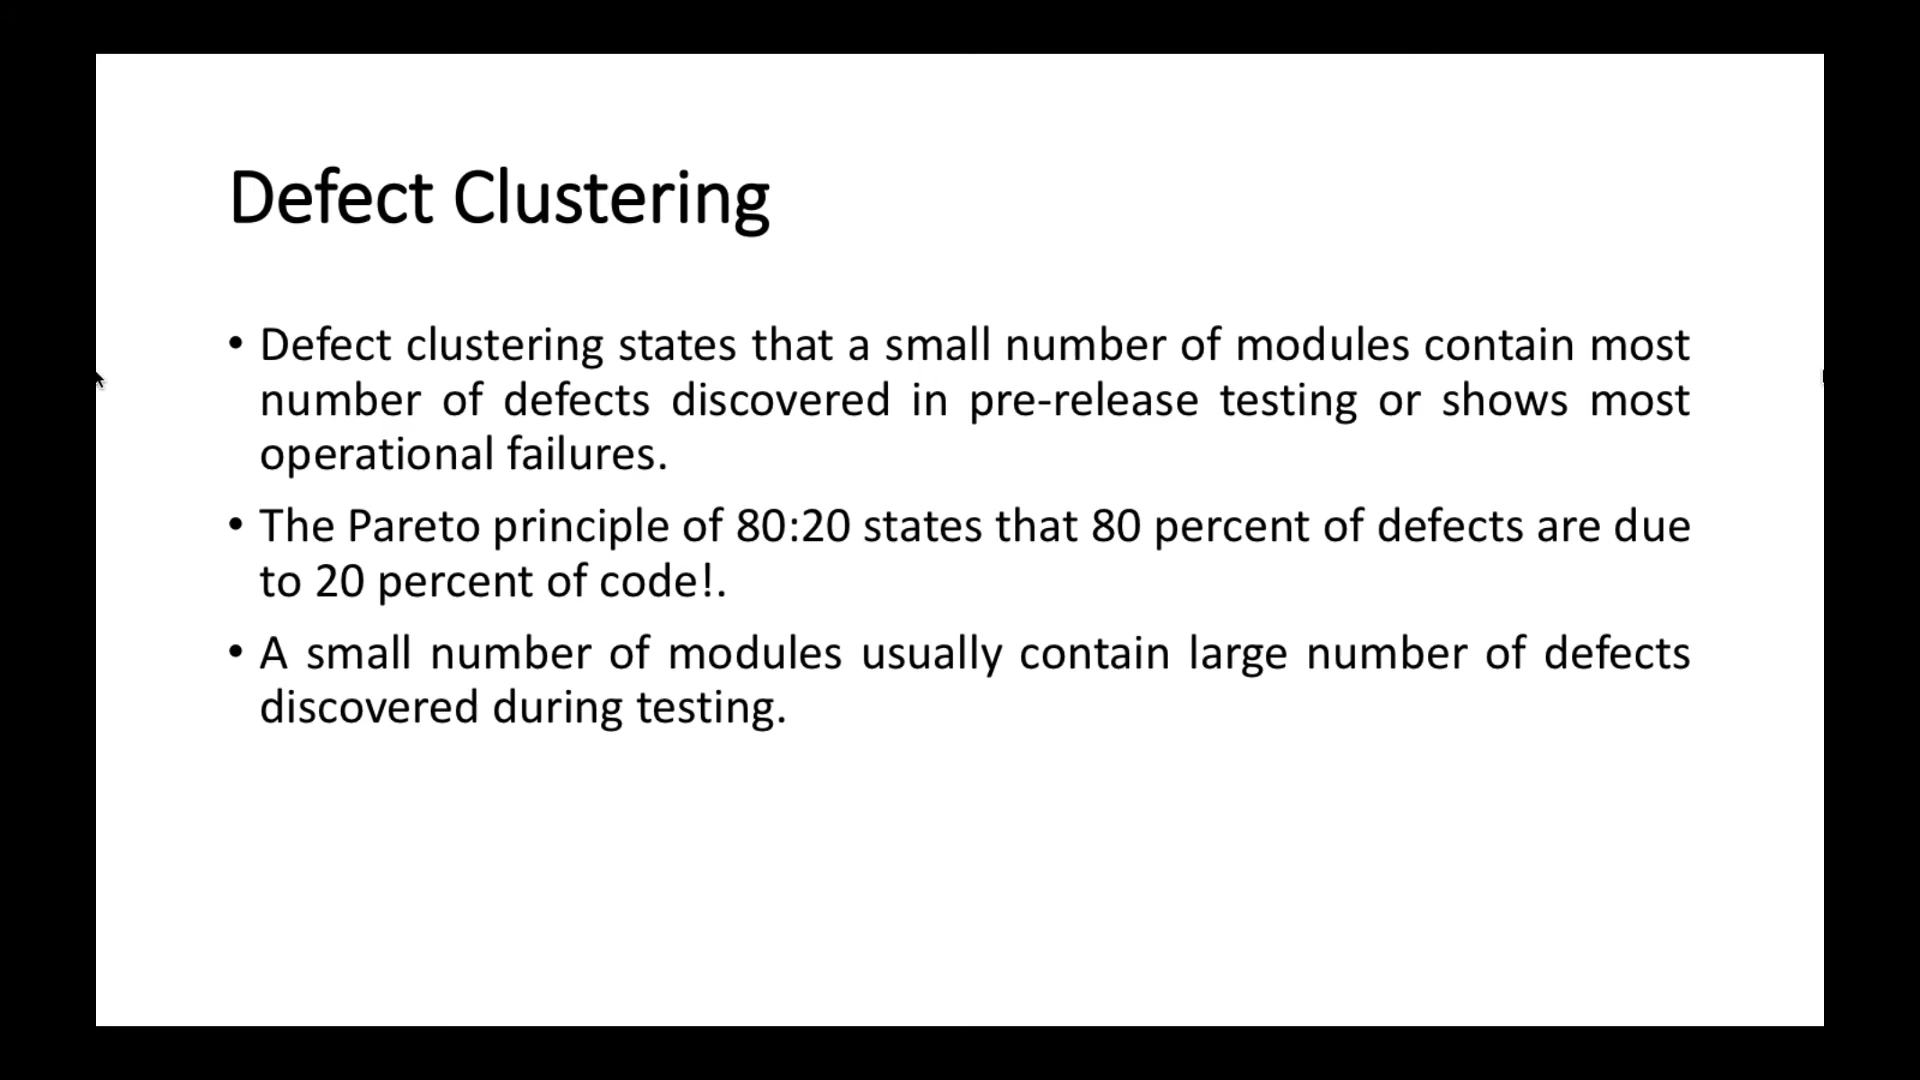 Defect Clustering
• Defect clustering states that a small number of modules contain most
number of defects discovered in pre-release testing or shows most
operational failures.
• The Pareto principle of 80:20 states that 80 percent of defects are due
to 20 percent of code!.
• A small number of modules usually contain large number of defects
discovered during testing.